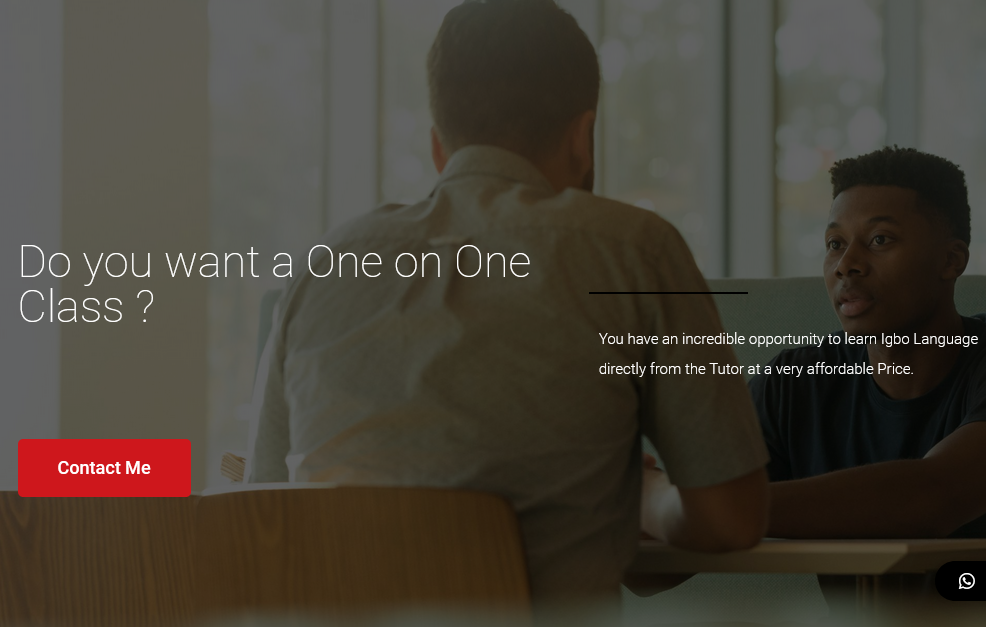 Do you want a One on One
Class ?
You have an incredible opportunity to learn Igbo Language
directly from the Tutor at a very affordable Price.
Contact Me